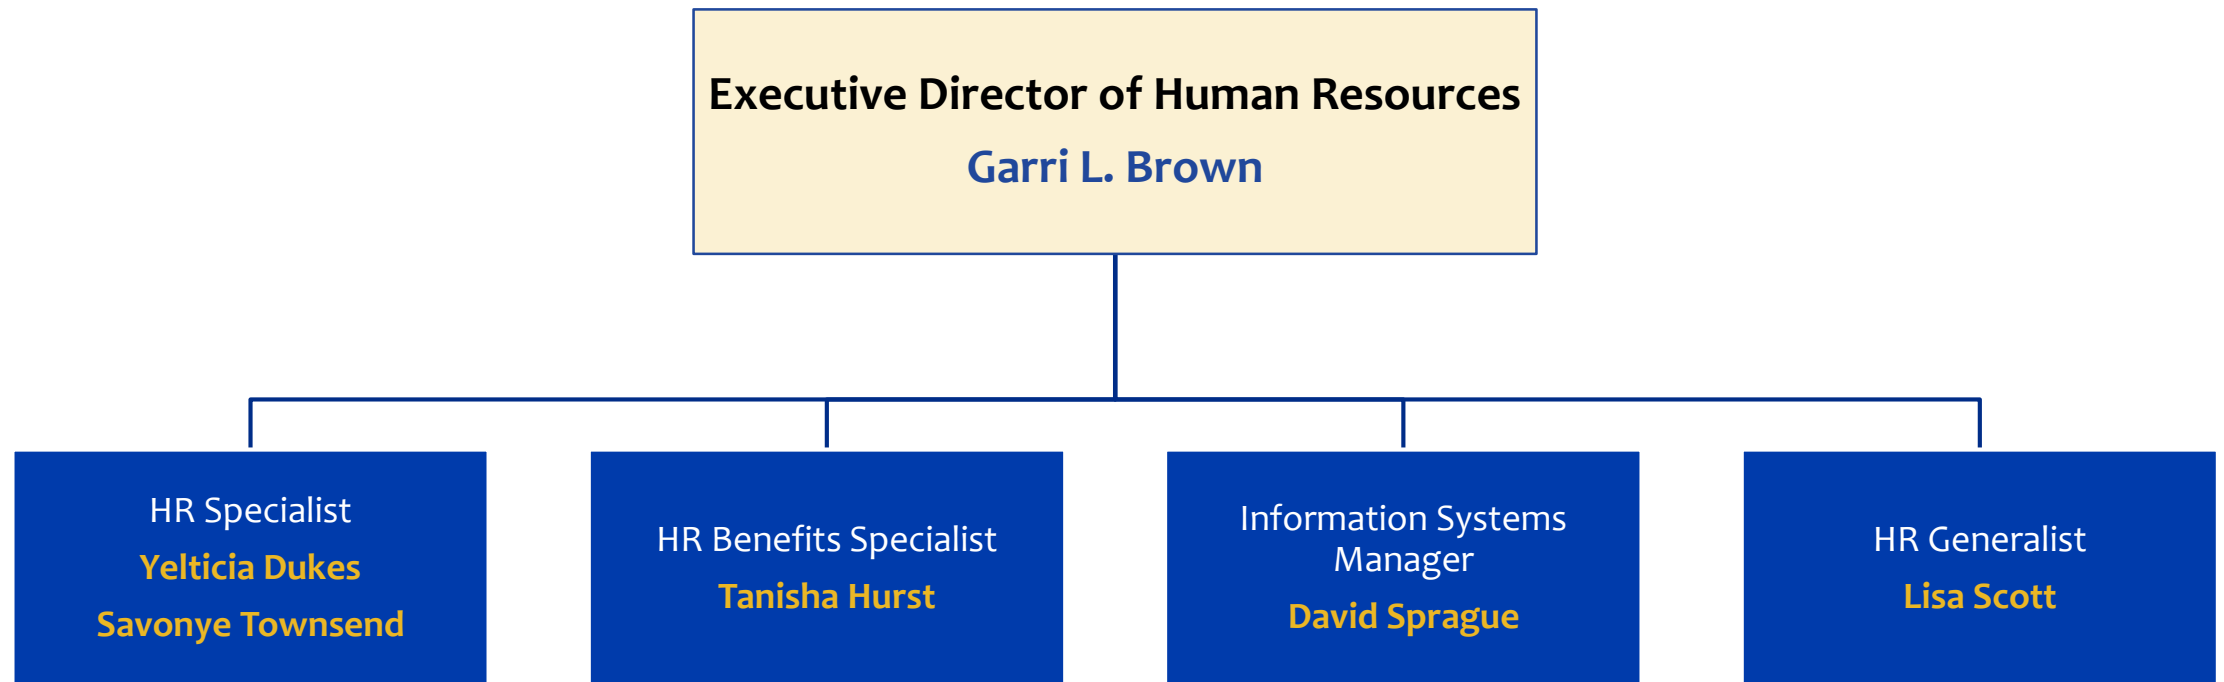 Executive Director of Human Resources
Garri L. Brown
HR Specialist
Yelticia Dukes
Savonye Townsend
HR Benefits Specialist
Tanisha Hurst
Information Systems
Manager
David Sprague
HR Generalist
Lisa Scott